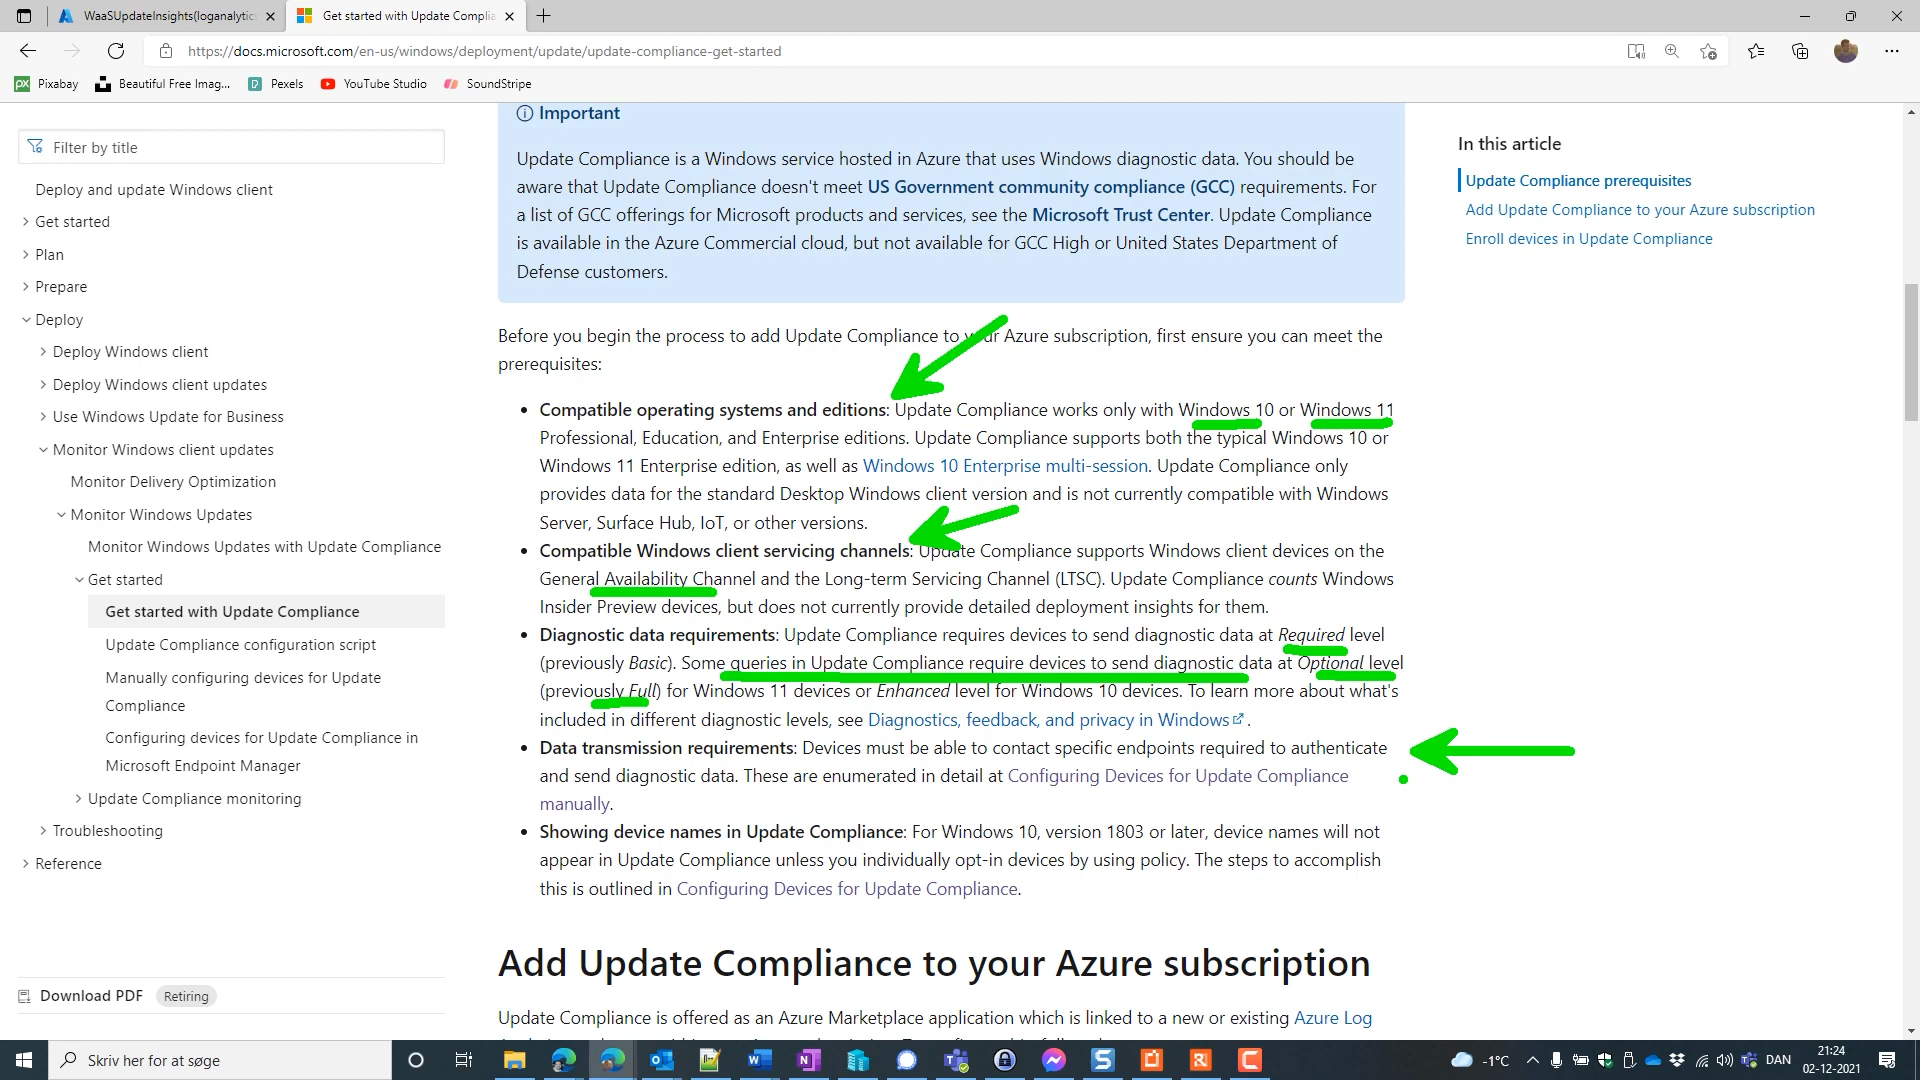 WaaSUpdateInsights(loganalytics
Get started with Update Complia
https://docs.microsoft.com/en-us/windows/deployment/update/update-compliance-get-started
Pixabay
Beautiful Free Imag...
Pexels
YouTube Studio
SoundStripe
Filter by title
Deploy and update Windows client
Get started
Plan
Prepare
Deploy
Deploy Windows client
Deploy Windows client updates
Use Windows Update for Business
Monitor Windows client updates
Monitor Delivery Optimization
Monitor Windows Updates
Monitor Windows Updates with Update Compliance
Get started
Get started with Update Compliance
Update Compliance configuration script
Manually configuring devices for Update
Compliance
Configuring devices for Update Compliance in
Microsoft Endpoint Manager
Update Compliance monitoring
Troubleshooting
Reference
Download PDF
Retiring
Important
Update Compliance is a Windows service hosted in Azure that uses Windows diagnostic data. You should be
aware that Update Compliance doesn't meet US Government community compliance (GCC) requirements. For
a list of GCC offerings for Microsoft products and services, see the Microsoft Trust Center. Update Compliance
is available in the Azure Commercial cloud, but not available for GCC High or United States Department of
Defense customers.
Before you begin the process to add Update Compliance to your Azure subscription, first ensure you can meet the
prerequisites:
• Compatible operating systems and editions: Update Compliance works only with Windows 10 or Windows 11
Professional, Education, and Enterprise editions. Update Compliance supports both the typical Windows 10 or
Windows 11 Enterprise edition, as well as Windows 10 Enterprise multi-session. Update Compliance only
provides data for the standard Desktop Windows client version and is not currently compatible with Windows
Server, Surface Hub, IoT, or other versions.
• Compatible Windows client servicing channels: Update Compliance supports Windows client devices on the
General Availability Channel and the Long-term Servicing Channel (LTSC). Update Compliance counts Windows
Insider Preview devices, but does not currently provide detailed deployment insights for them.
• Diagnostic data requirements: Update Compliance requires devices to send diagnostic data at Required level
(previously Basic). Some queries in Update Compliance require devices to send diagnostic data at Optional level
(previously Full) for Windows 11 devices or Enhanced level for Windows 10 devices. To learn more about what's
included in different diagnostic levels, see Diagnostics, feedback, and privacy in Windows.
• Data transmission requirements: Devices must be able to contact specific endpoints required to authenticate
and send diagnostic data. These are enumerated in detail at Configuring Devices for Update Compliance
manually.
• Showing device names in Update Compliance: For Windows 10, version 1803 or later, device names will not
appear in Update Compliance unless you individually opt-in devices by using policy. The steps to accomplish
this is outlined in Configuring Devices for Update Compliance.
Add Update Compliance to your Azure subscription
Update Compliance is offered as an Azure Marketplace application which is linked to a new or existing Azure Log
In this article
Update Compliance prerequisites
Add Update Compliance to your Azure subscription
Enroll devices in Update Compliance
Skriv her for at søge
-1°C
DAN
21:24
02-12-2021